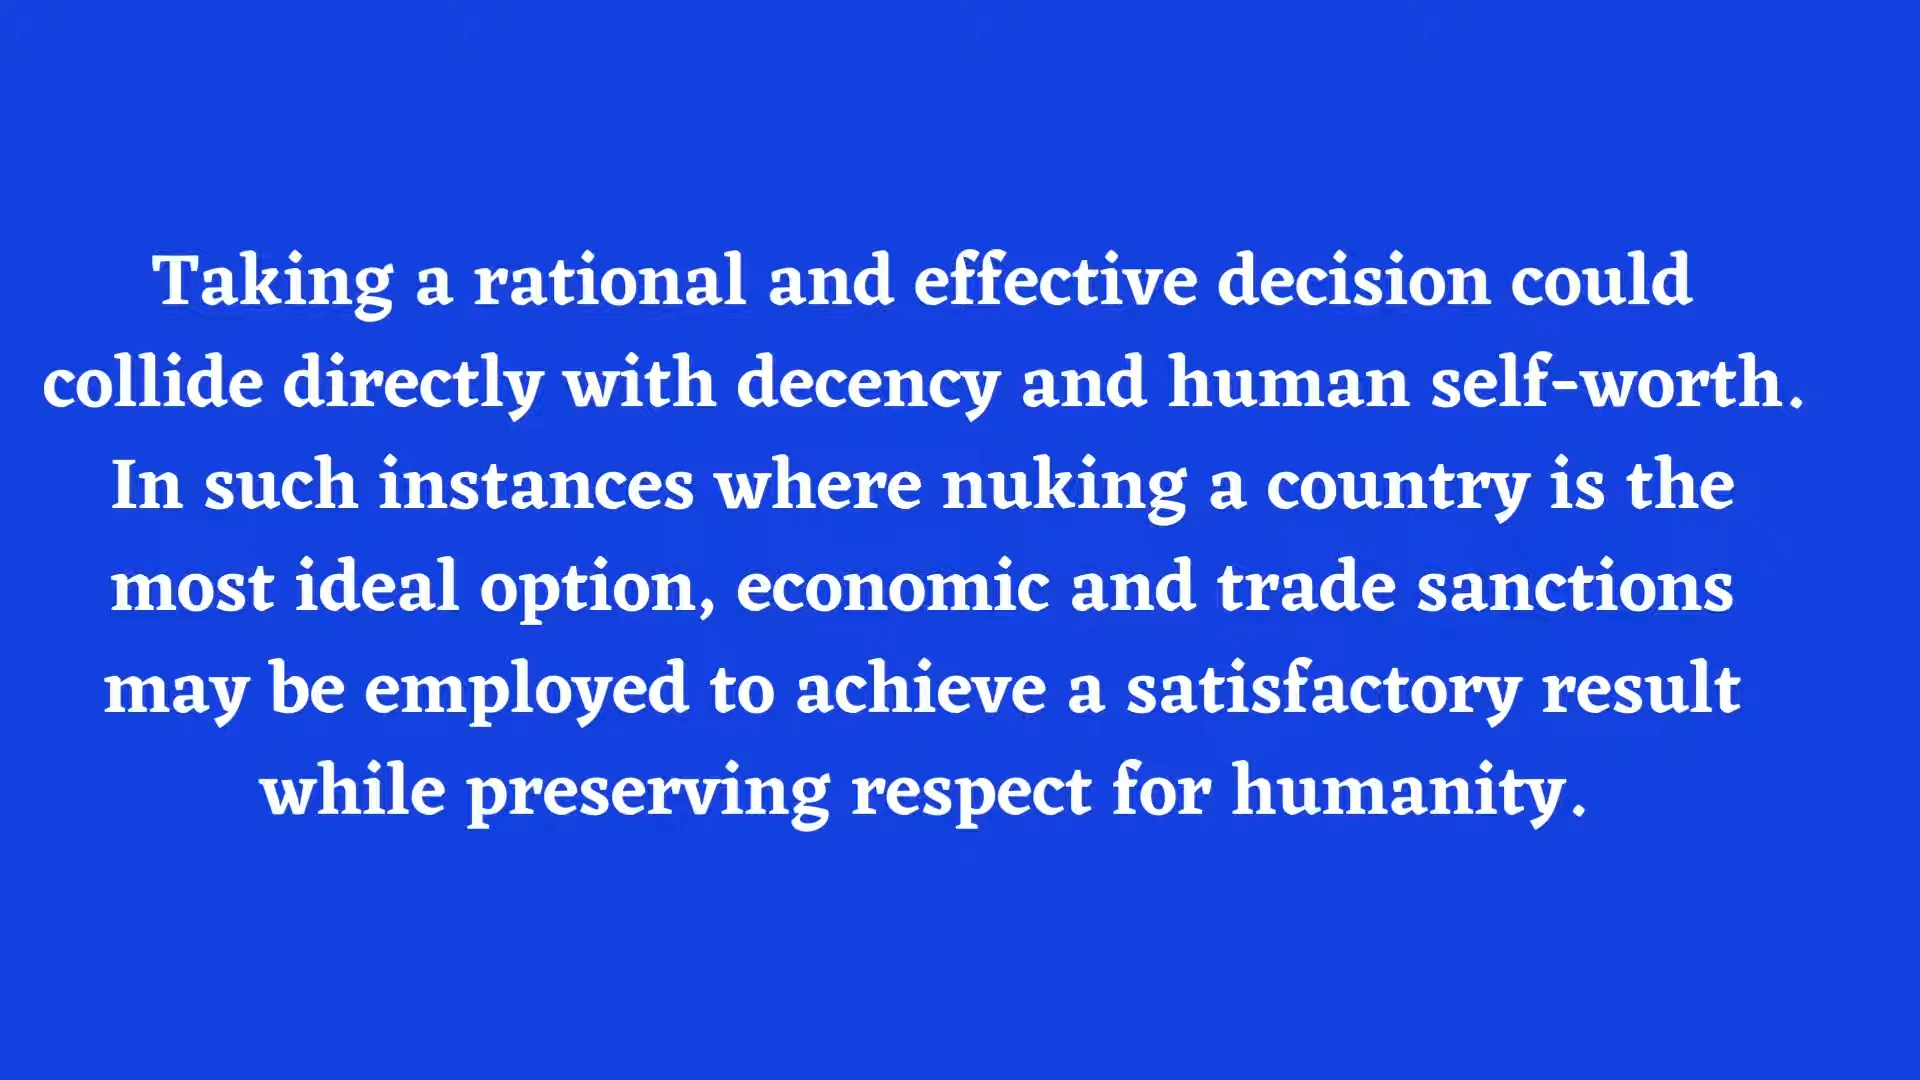 Taking a rational and effective decision could
collide directly with decency and human self-worth.
In such instances where nuking a country is the
most ideal option, economic and trade sanctions
may be employed to achieve a satisfactory result
while preserving respect for humanity.